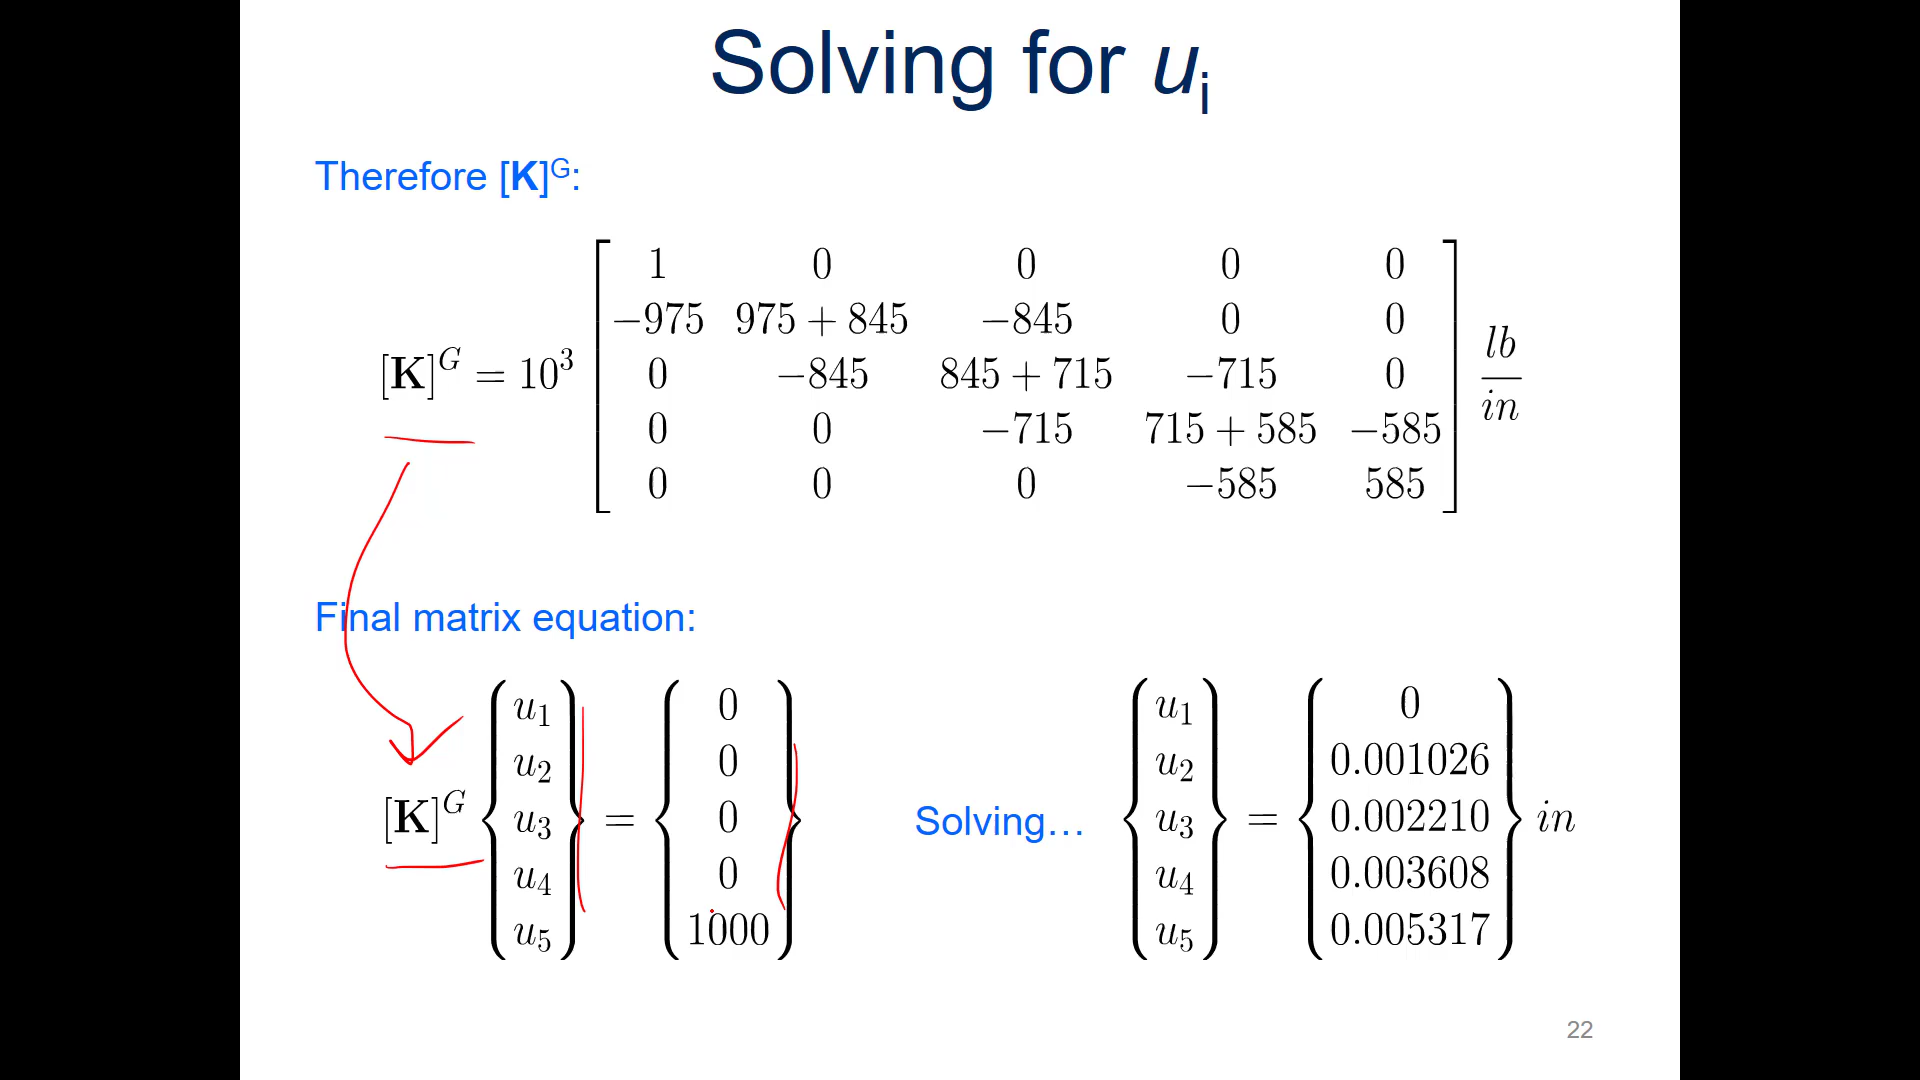 Solving for uᵢ
Therefore [K]ᴳ:
[K]ᴳ = 10³ [ 1 0 0 0 0
−975 975 + 845 −845 0 0
0 −845 845 + 715 −715 0
0 0 −715 715 + 585 −585
0 0 0 −585 585 ] lb/in
Final matrix equation:
[K]ᴳ { u₁ u₂ u₃ u₄ u₅ } = { 0 0 0 0 1000 }
Solving… { u₁ u₂ u₃ u₄ u₅ } = { 0 0.001026 0.002210 0.003608 0.005317 } in
22